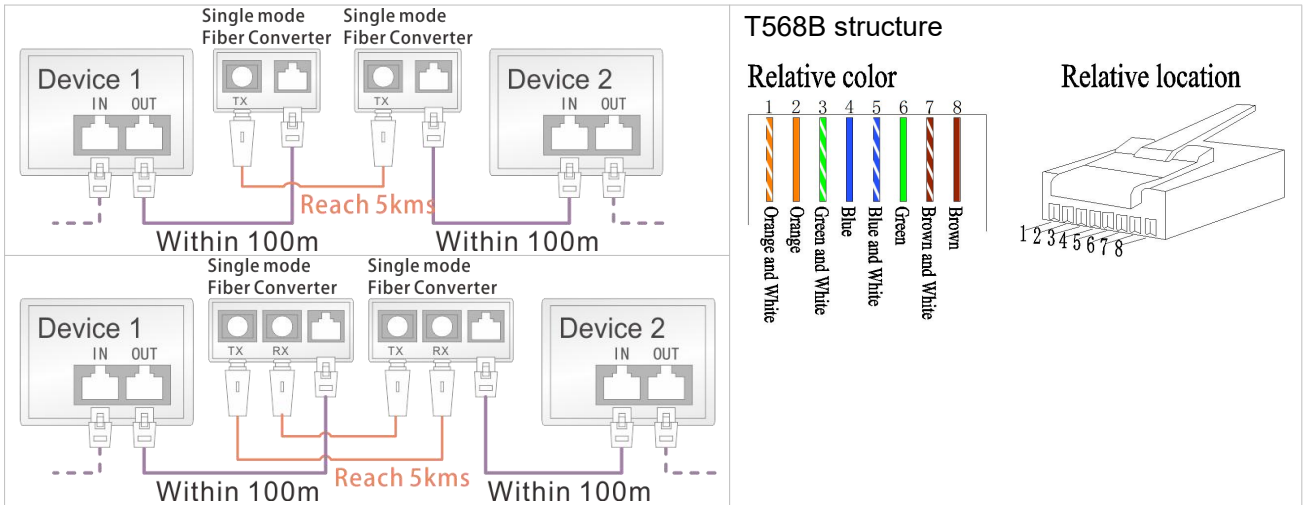 Single mode
Fiber Converter
Single mode
Fiber Converter
Device 1
IN OUT
TX
TX
Device 2
IN OUT
Reach 5kms
Within 100m
Within 100m
Single mode
Fiber Converter
Single mode
Fiber Converter
Device 1
IN OUT
TX RX
TX RX
Device 2
IN OUT
Reach 5kms
Within 100m
Within 100m
T568B structure
Relative color
1 2 3 4 5 6 7 8
Orange and White
Orange
Green and White
Blue
Blue and White
Green
Brown and White
Brown
Relative location
1 2 3 4 5 6 7 8